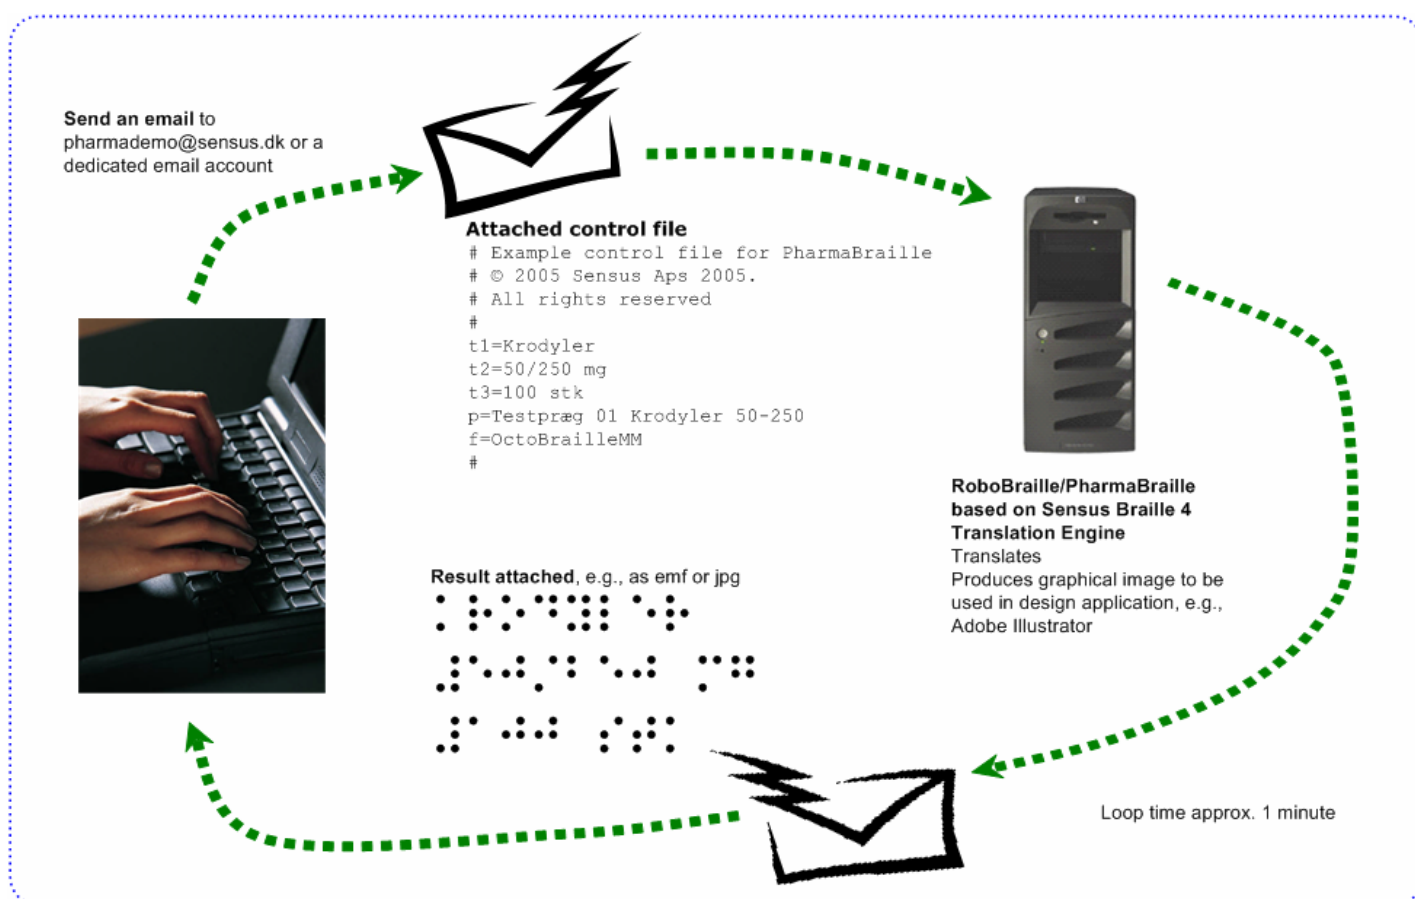 Send an email to
pharmademo@sensus.dk or a
dedicated email account
Attached control file
# Example control file for PharmaBraille
# © 2005 Sensus Aps 2005.
# All rights reserved
#
t1=Krodyler
t2=50/250 mg
t3=100 stk
p=Testpræg 01 Krodyler 50-250
f=OctoBrailleMM
#
RoboBraille/PharmaBraille
based on Sensus Braille 4
Translation Engine
Translates
Produces graphical image to be
used in design application, e.g.,
Adobe Illustrator
Result attached, e.g., as emf or jpg
Loop time approx. 1 minute